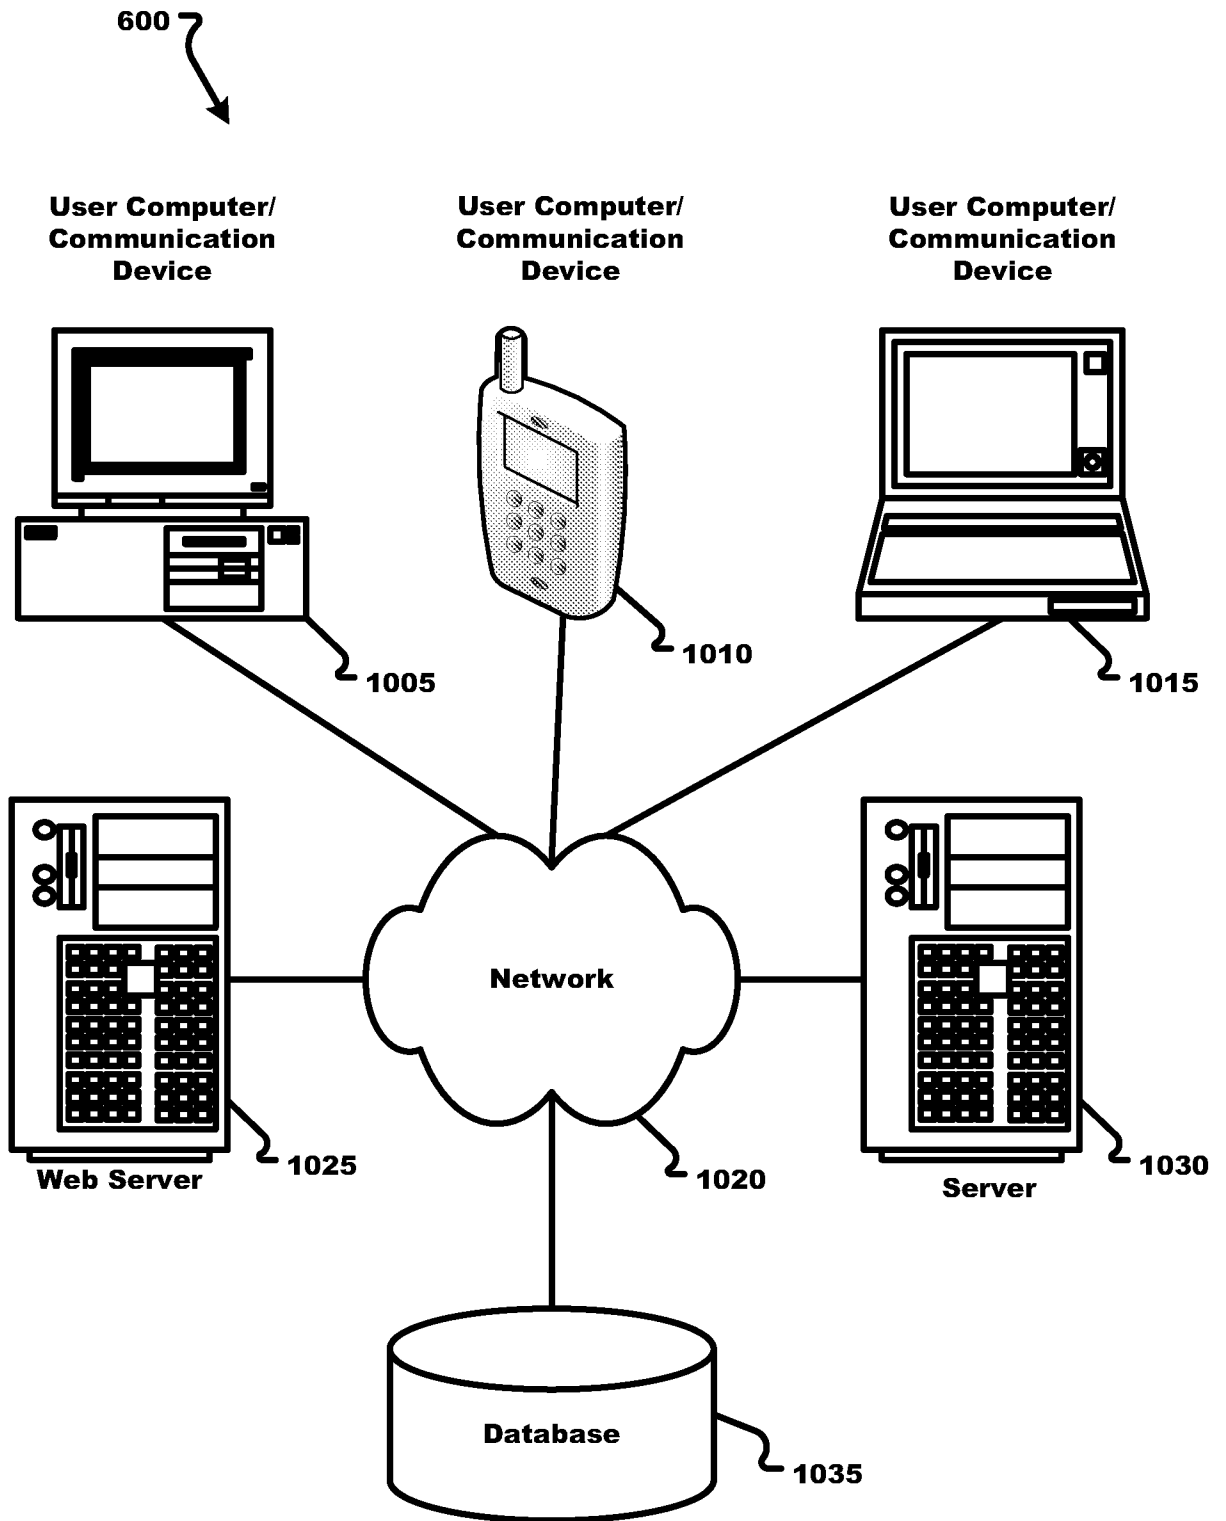 600
User Computer/
Communication
Device
User Computer/
Communication
Device
User Computer/
Communication
Device
1005
1010
1015
Network
Web Server
1025
1020
Server
1030
Database
1035